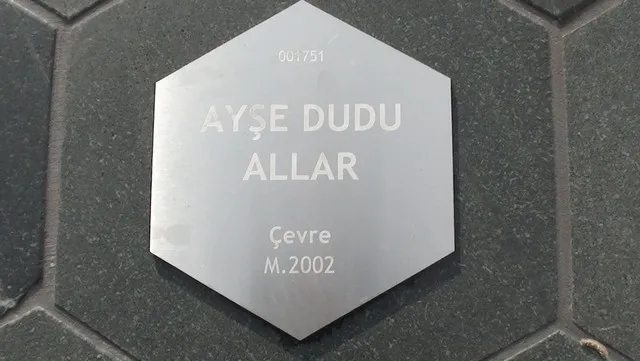 001751
AYŞE DUDU
ALLAR
Çevre
M.2002